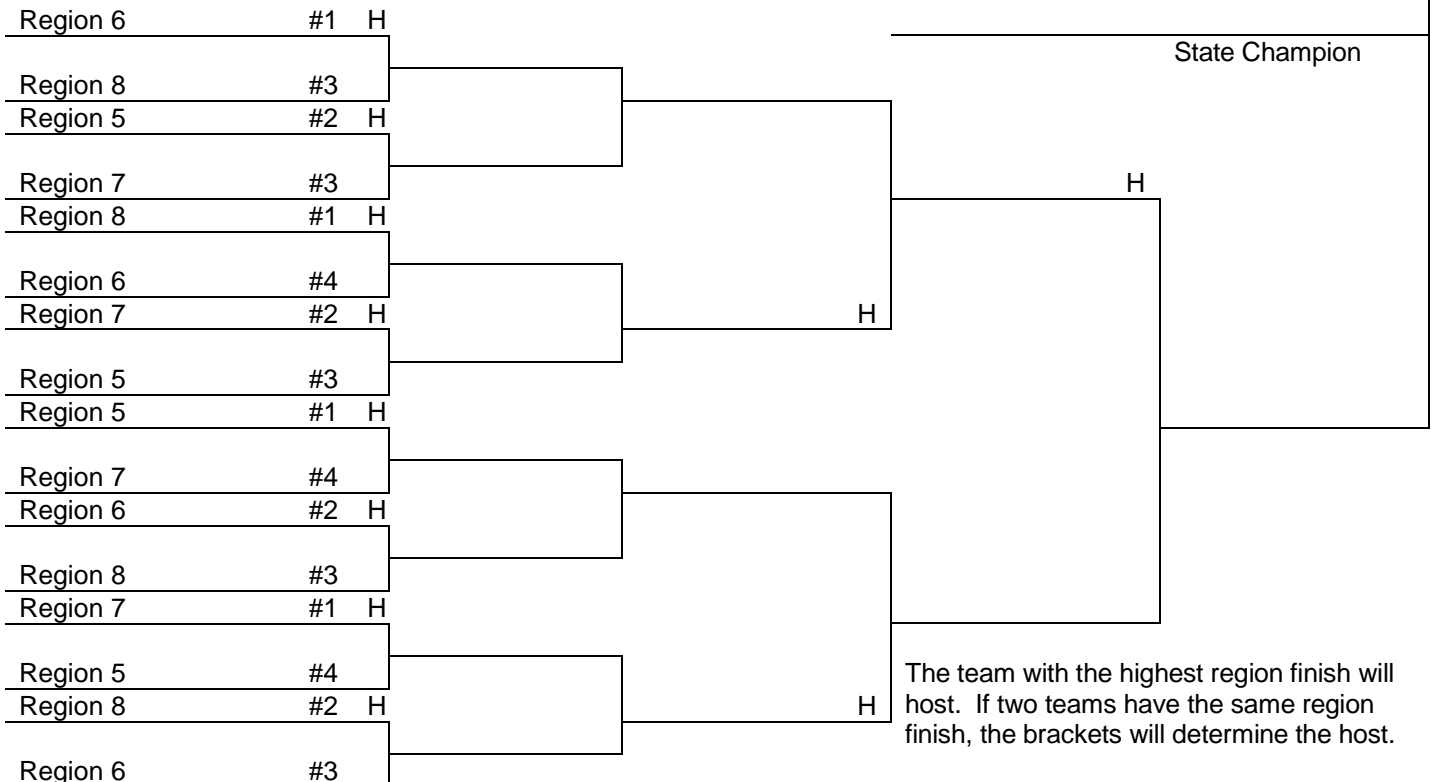 Region 6 #1 H
State Champion
Region 8 #3
Region 5 #2 H
Region 7 #3 H
Region 8 #1 H
Region 6 #4
Region 7 #2 H H
Region 5 #3
Region 5 #1 H
Region 7 #4
Region 6 #2 H
Region 8 #3
Region 7 #1 H
Region 5 #4
Region 8 #2 H H
Region 6 #3
The team with the highest region finish will
host. If two teams have the same region
finish, the brackets will determine the host.